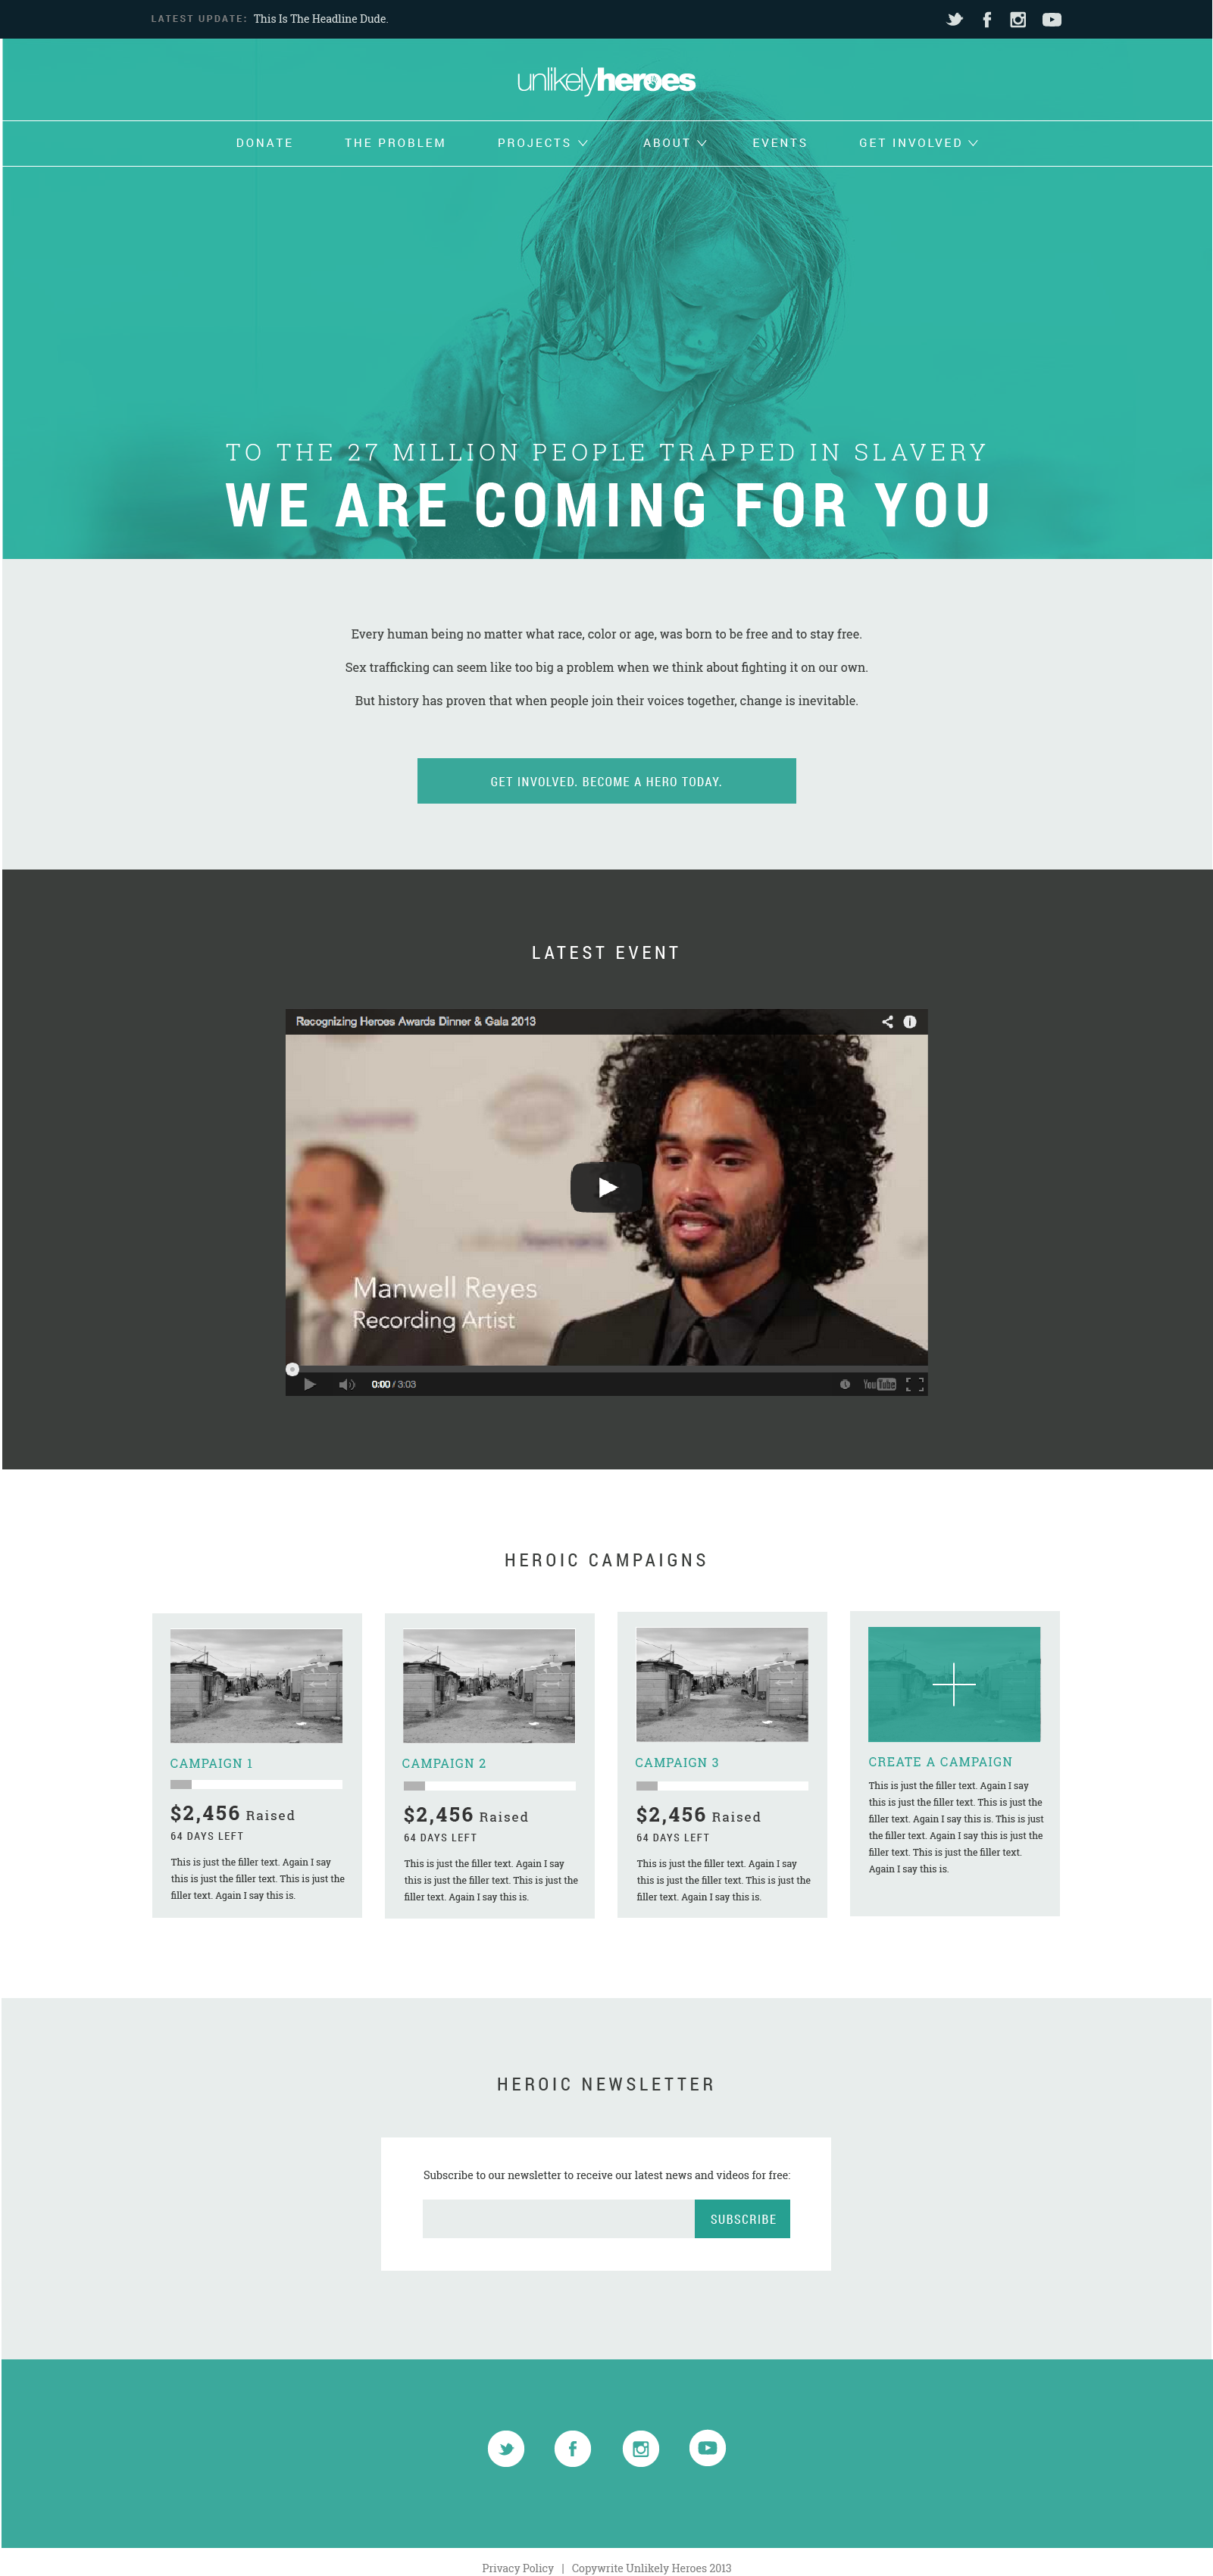 LATEST UPDATE: This Is The Headline Dude.
unlikelyheroes
DONATE THE PROBLEM PROJECTS ABOUT EVENTS GET INVOLVED
TO THE 27 MILLION PEOPLE TRAPPED IN SLAVERY
WE ARE COMING FOR YOU
Every human being no matter what race, color or age, was born to be free and to stay free.
Sex trafficking can seem like too big a problem when we think about fighting it on our own.
But history has proven that when people join their voices together, change is inevitable.
GET INVOLVED. BECOME A HERO TODAY.
LATEST EVENT
Recognizing Heroes Awards Dinner & Gala 2013
Manwell Reyes
Recording Artist
0:00 / 3:03 YouTube
HEROIC CAMPAIGNS
CAMPAIGN 1
$2,456 Raised
64 DAYS LEFT
This is just the filler text. Again I say
this is just the filler text. This is just the
filler text. Again I say this is.
CAMPAIGN 2
$2,456 Raised
64 DAYS LEFT
This is just the filler text. Again I say
this is just the filler text. This is just the
filler text. Again I say this is.
CAMPAIGN 3
$2,456 Raised
64 DAYS LEFT
This is just the filler text. Again I say
this is just the filler text. This is just the
filler text. Again I say this is.
CREATE A CAMPAIGN
This is just the filler text. Again I say
this is just the filler text. This is just the
filler text. Again I say this is. This is just
the filler text. Again I say this is just the
filler text. This is just the filler text.
Again I say this is.
HEROIC NEWSLETTER
Subscribe to our newsletter to receive our latest news and videos for free:
SUBSCRIBE
Privacy Policy | Copywrite Unlikely Heroes 2013